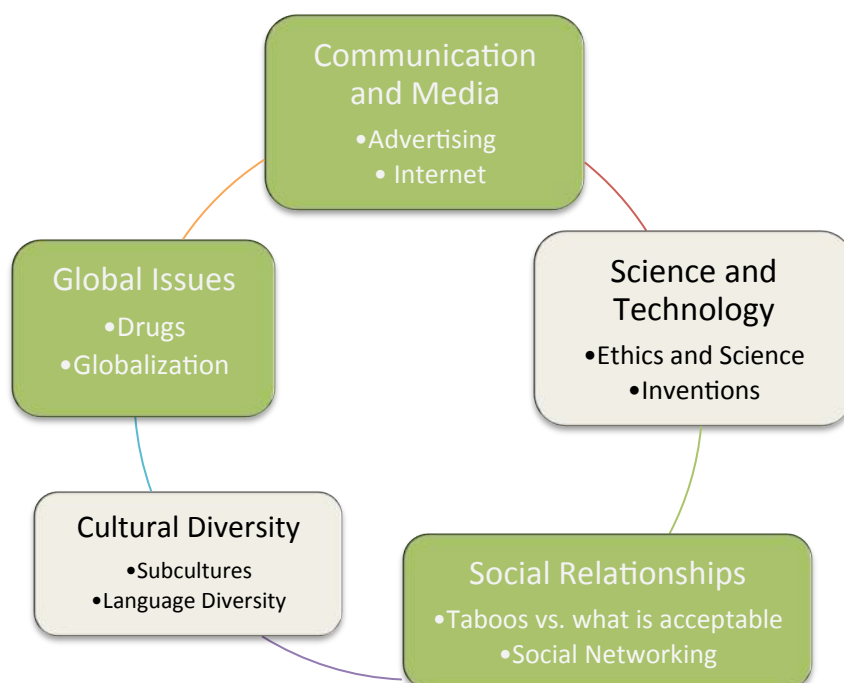 Communication
and Media
•Advertising
• Internet
Science and
Technology
•Ethics and Science
•Inventions
Social Relationships
•Taboos vs. what is acceptable
•Social Networking
Cultural Diversity
•Subcultures
•Language Diversity
Global Issues
•Drugs
•Globalization